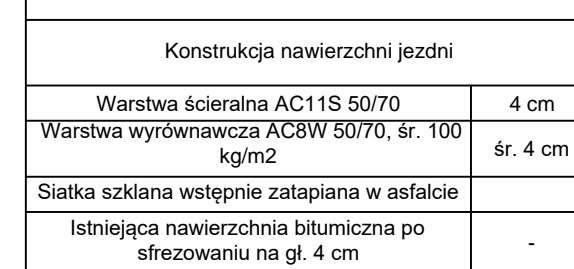 Konstrukcja nawierzchni jezdni
Warstwa ścieralna AC11S 50/70 4 cm
Warstwa wyrównawcza AC8W 50/70, śr. 100
kg/m2 śr. 4 cm
Siatka szklana wstępnie zatapiana w asfalcie
Istniejąca nawierzchnia bitumiczna po
sfrezowaniu na gł. 4 cm -